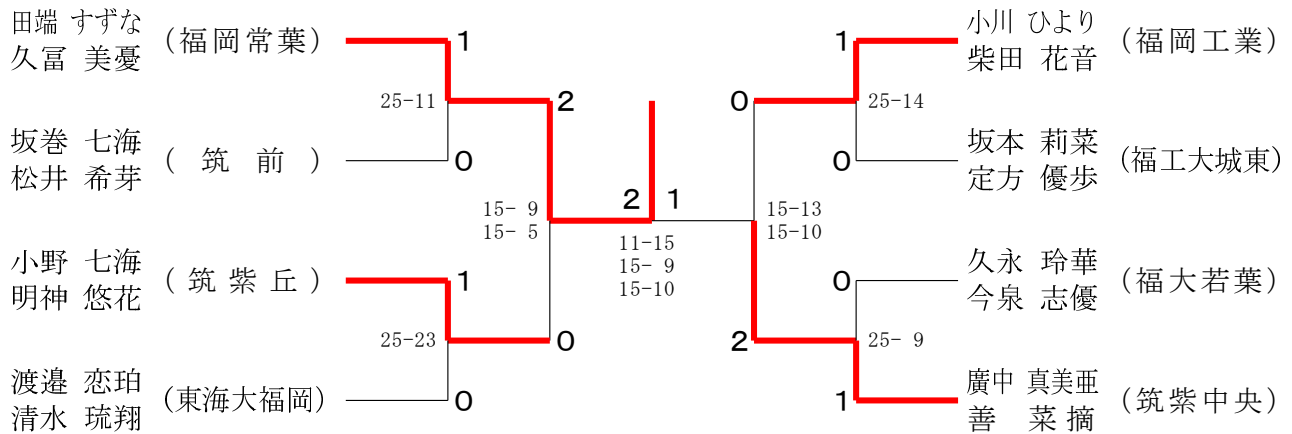 田端 すずな
久冨 美憂
(福岡常葉)
1
25-11
坂巻 七海
松井 希芽
( 筑 前 )
0
2
15- 9
15- 5
小野 七海
明神 悠花
( 筑 紫 丘 )
1
25-23
渡邉 恋珀
清水 琉翔
(東海大福岡)
0
0
2 1
11-15
15- 9
15-10
小川 ひより
柴田 花音
(福岡工業)
1
25-14
坂本 莉菜
定方 優歩
(福工大城東)
0
0
15-13
15-10
久永 玲華
今泉 志優
(福大若葉)
0
25- 9
廣中 真美亜
善 菜摘
(筑紫中央)
1
2